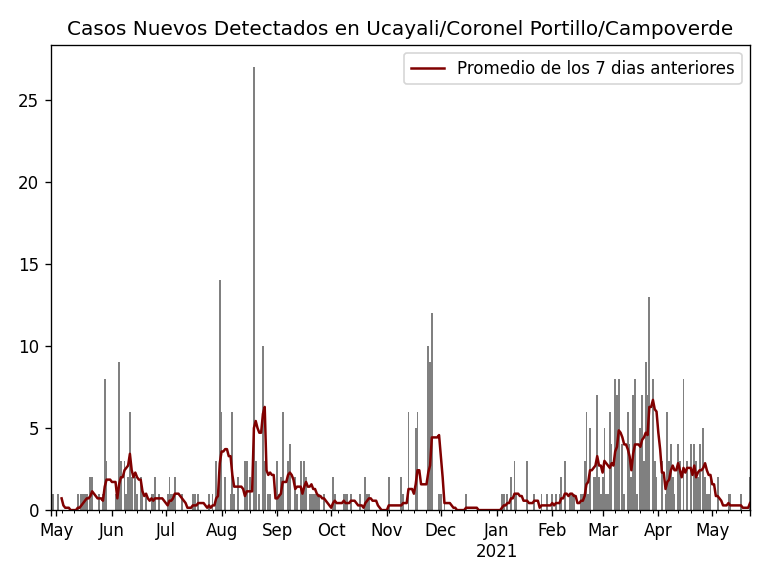 Casos Nuevos Detectados en Ucayali/Coronel Portillo/Campoverde
Promedio de los 7 dias anteriores
25
20
15
10
5
0
May Jun Jul Aug Sep Oct Nov Dec Jan Feb Mar Apr May
2021